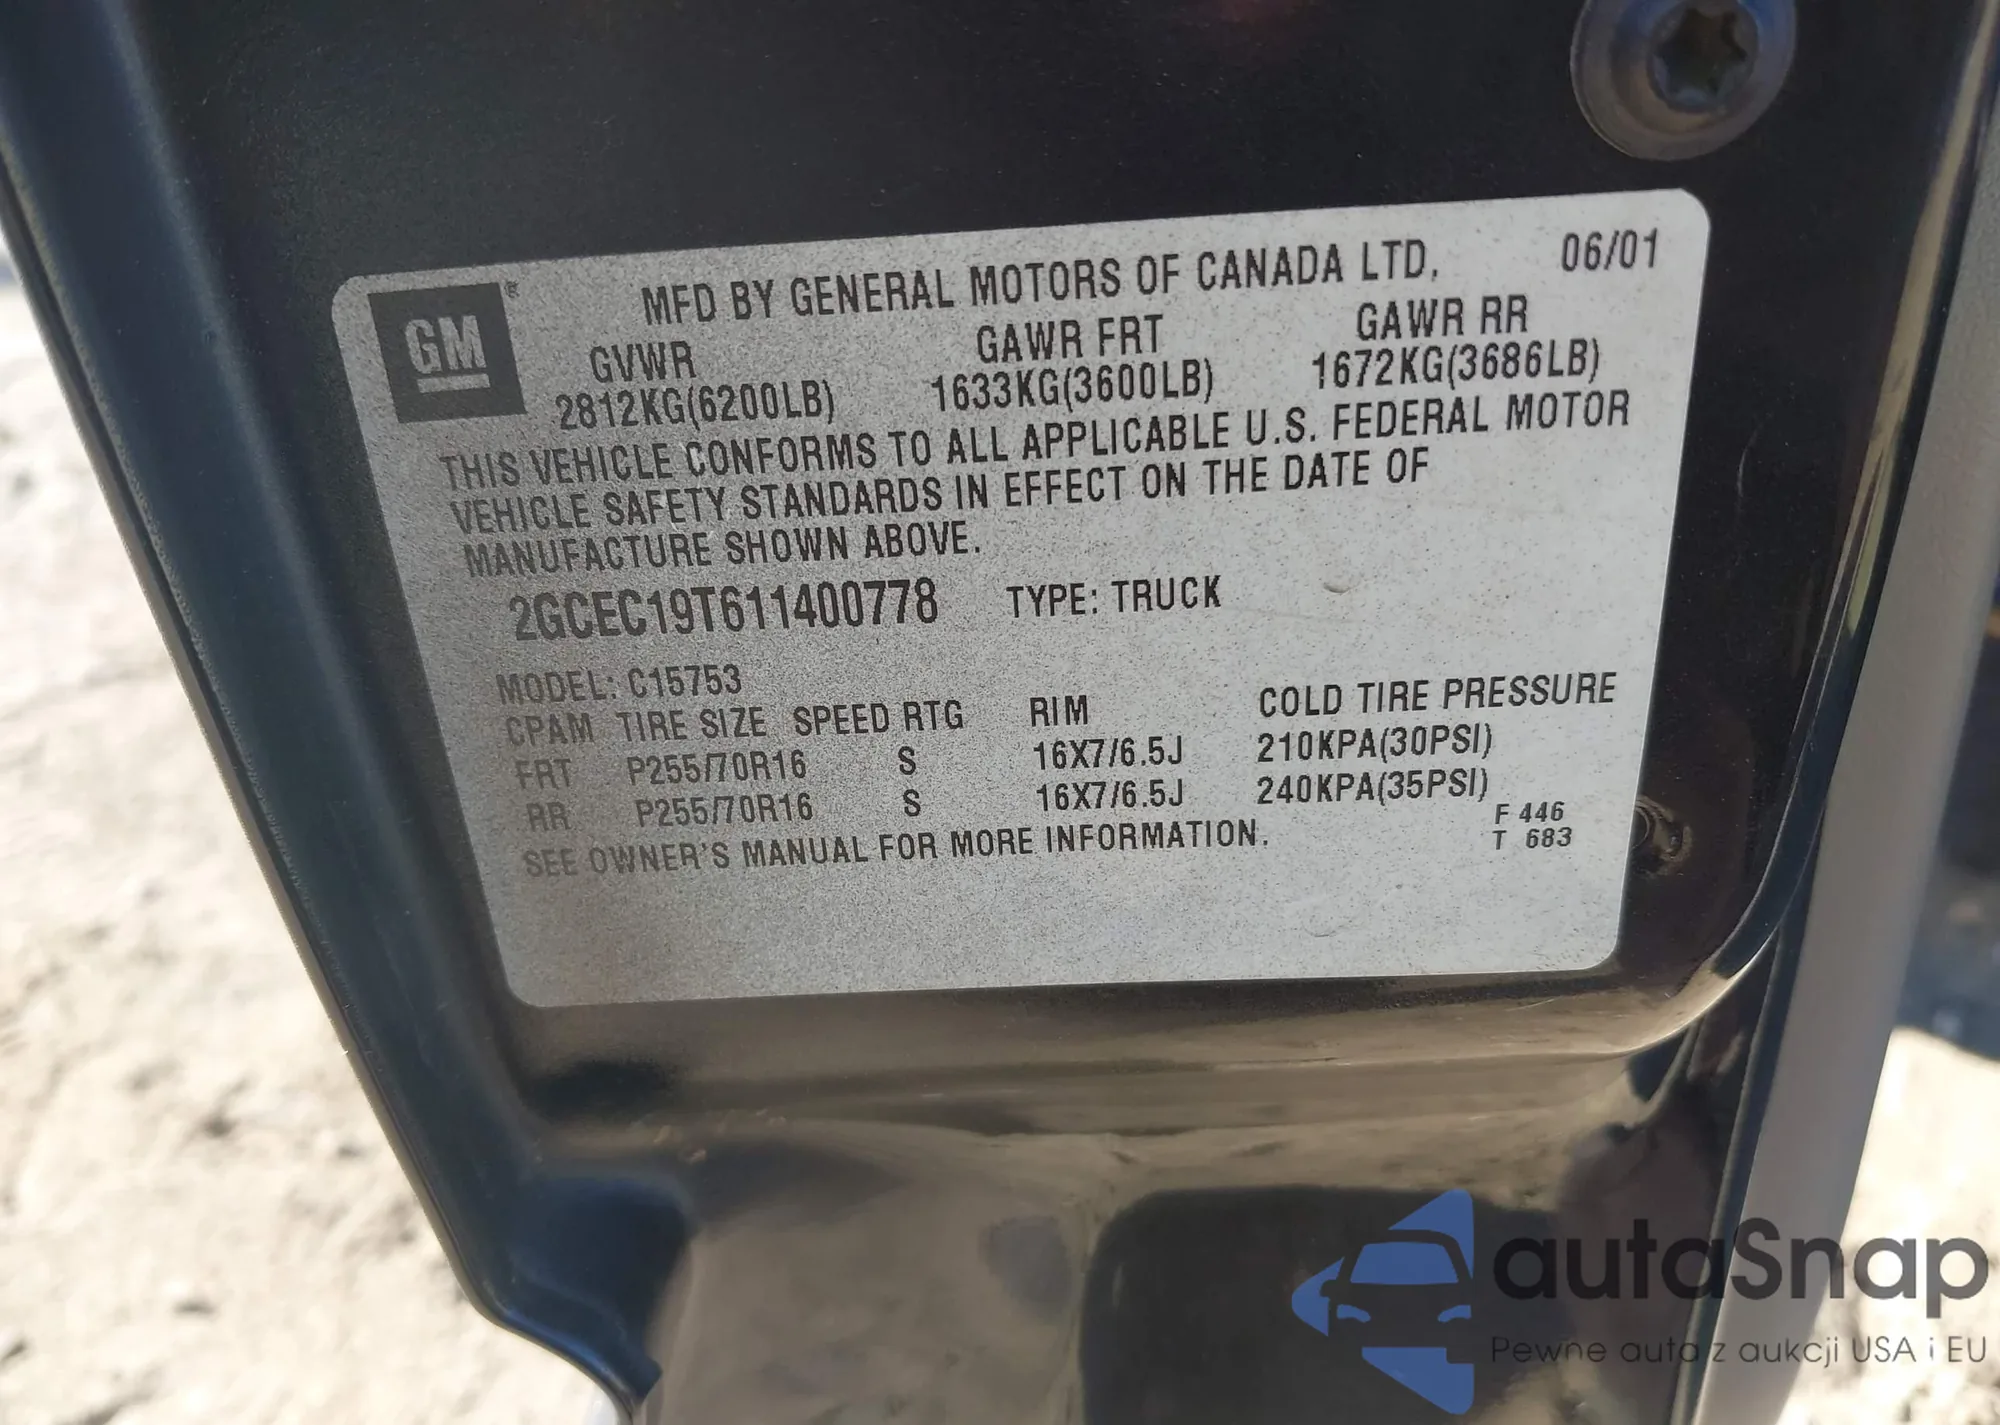 GM
MFD BY GENERAL MOTORS OF CANADA LTD. 06/01
GVWR GAWR FRT GAWR RR
2812KG(6200LB) 1633KG(3600LB) 1672KG(3686LB)
THIS VEHICLE CONFORMS TO ALL APPLICABLE U.S. FEDERAL MOTOR
VEHICLE SAFETY STANDARDS IN EFFECT ON THE DATE OF
MANUFACTURE SHOWN ABOVE.
2GCEC19T611400778 TYPE: TRUCK
MODEL: C15753
CPAM TIRE SIZE SPEED RTG RIM COLD TIRE PRESSURE
FRT P255/70R16 S 16X7/6.5J 210KPA(30PSI)
RR P255/70R16 S 16X7/6.5J 240KPA(35PSI)
SEE OWNER'S MANUAL FOR MORE INFORMATION.
F 446
T 683
autoSnap
Pewne auta z aukcji USA i EU